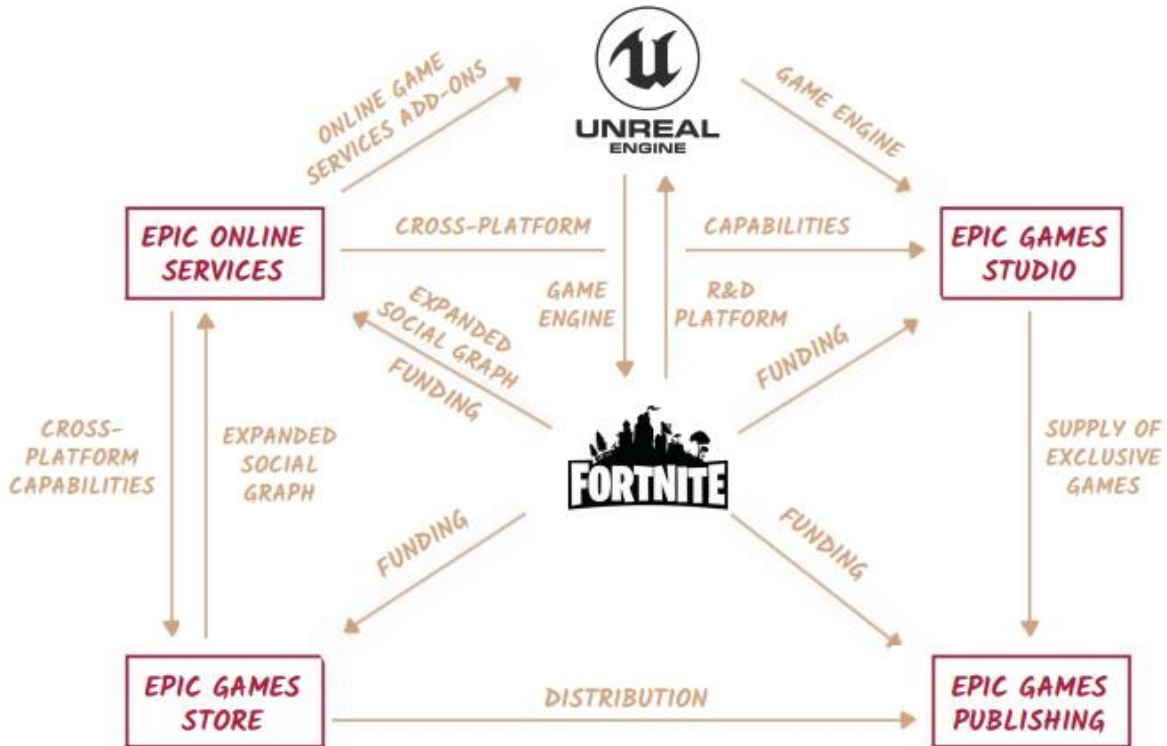 UNREAL
ENGINE
ONLINE GAME
SERVICES ADD-ONS
GAME ENGINE
EPIC ONLINE
SERVICES
CROSS-PLATFORM
CAPABILITIES
EPIC GAMES
STUDIO
GAME
ENGINE
R&D
PLATFORM
EXPANDED
SOCIAL GRAPH
FUNDING
FUNDING
CROSS-
PLATFORM
CAPABILITIES
EXPANDED
SOCIAL
GRAPH
FORTNITE
SUPPLY OF
EXCLUSIVE
GAMES
FUNDING
FUNDING
EPIC GAMES
STORE
DISTRIBUTION
EPIC GAMES
PUBLISHING